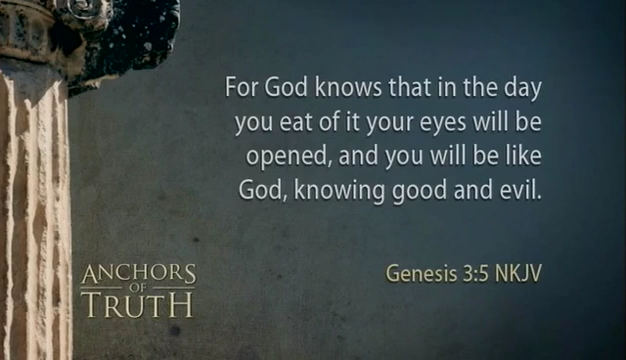 For God knows that in the day
you eat of it your eyes will be
opened, and you will be like
God, knowing good and evil.
Genesis 3:5 NKJV
ANCHORS
OF
TRUTH